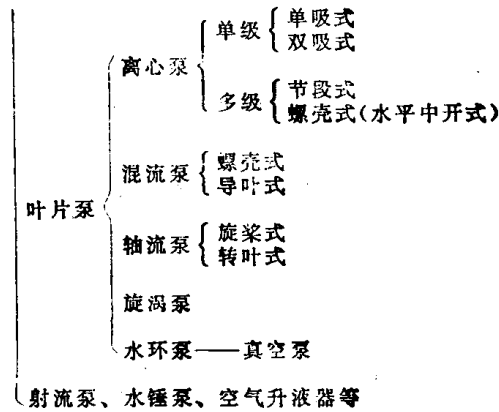 单吸式
单级
双吸式
离心泵
节段式
多级
螺壳式(水平中开式)
螺壳式
混流泵
导叶式
叶片泵
旋桨式
轴流泵
转叶式
旋涡泵
水环泵——真空泵
射流泵、水锤泵、空气升液器等